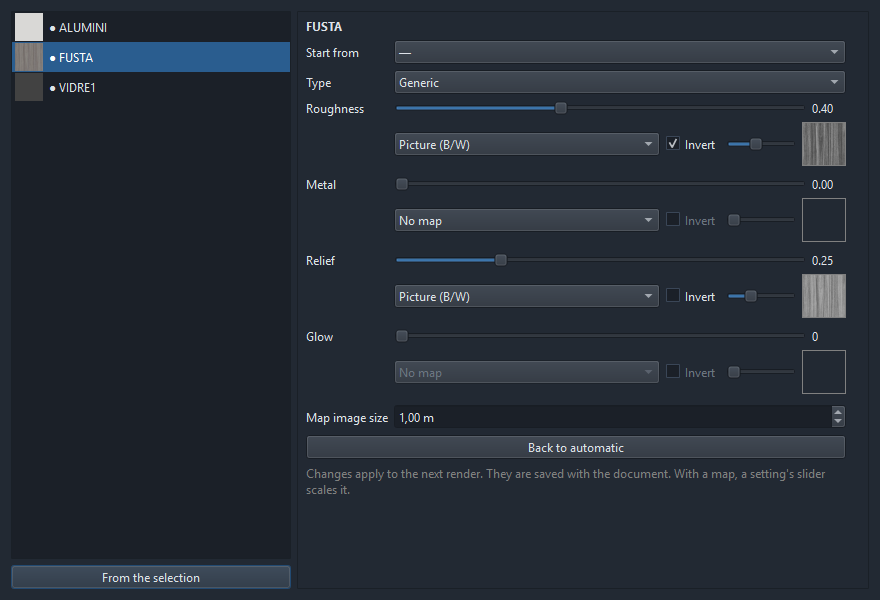 ● ALUMINI
● FUSTA
● VIDRE1
From the selection
FUSTA
Start from —
Type Generic
Roughness 0.40
Picture (B/W) Invert
Metal 0.00
No map Invert
Relief 0.25
Picture (B/W) Invert
Glow 0
No map Invert
Map image size 1,00 m
Back to automatic
Changes apply to the next render. They are saved with the document. With a map, a setting's slider
scales it.